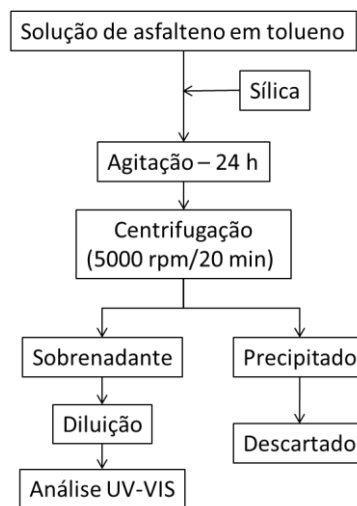 Solução de asfalteno em tolueno
Sílica
Agitação – 24 h
Centrifugação
(5000 rpm/20 min)
Sobrenadante
Precipitado
Diluição
Descartado
Análise UV-VIS